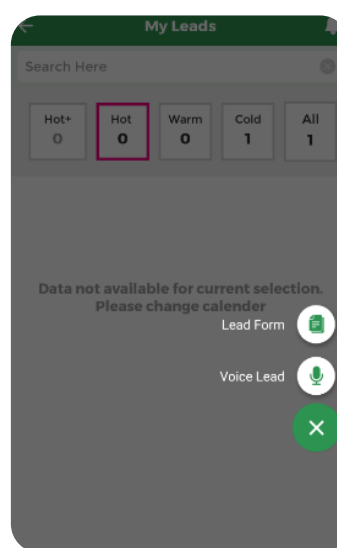 My Leads
Search Here
Hot+ Hot Warm Cold All
0 0 0 1 1
Data not available for current selection.
Please change calender
Lead Form
Voice Lead